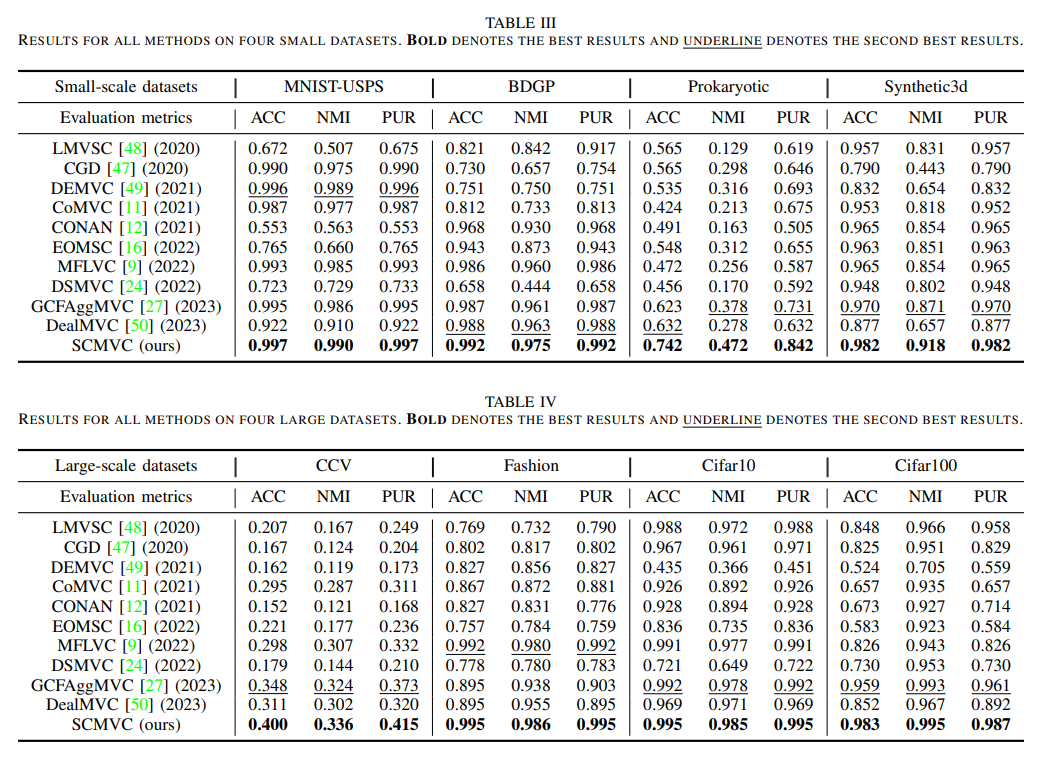 TABLE III
RESULTS FOR ALL METHODS ON FOUR SMALL DATASETS. BOLD DENOTES THE BEST RESULTS AND UNDERLINE DENOTES THE SECOND BEST RESULTS.
Small-scale datasets | MNIST-USPS | BDGP | Prokaryotic | Synthetic3d
Evaluation metrics | ACC NMI PUR | ACC NMI PUR | ACC NMI PUR | ACC NMI PUR
LMVSC [48] (2020) 0.672 0.507 0.675 0.821 0.842 0.917 0.565 0.129 0.619 0.957 0.831 0.957
CGD [47] (2020) 0.990 0.975 0.990 0.730 0.657 0.754 0.565 0.298 0.646 0.790 0.443 0.790
DEMVC [49] (2021) 0.996 0.989 0.996 0.751 0.750 0.751 0.535 0.316 0.693 0.832 0.654 0.832
CoMVC [11] (2021) 0.987 0.977 0.987 0.812 0.733 0.813 0.424 0.213 0.675 0.953 0.818 0.952
CONAN [12] (2021) 0.553 0.563 0.553 0.968 0.930 0.968 0.491 0.163 0.505 0.965 0.854 0.965
EOMSC [16] (2022) 0.765 0.660 0.765 0.943 0.873 0.943 0.548 0.312 0.655 0.963 0.851 0.963
MFLVC [9] (2022) 0.993 0.985 0.993 0.986 0.960 0.986 0.472 0.256 0.587 0.965 0.854 0.965
DSMVC [24] (2022) 0.723 0.729 0.733 0.658 0.444 0.658 0.456 0.170 0.592 0.948 0.802 0.948
GCFAggMVC [27] (2023) 0.995 0.986 0.995 0.987 0.961 0.987 0.623 0.378 0.731 0.970 0.871 0.970
DealMVC [50] (2023) 0.922 0.910 0.922 0.988 0.963 0.988 0.632 0.278 0.632 0.877 0.657 0.877
SCMVC (ours) 0.997 0.990 0.997 0.992 0.975 0.992 0.742 0.472 0.842 0.982 0.918 0.982
TABLE IV
RESULTS FOR ALL METHODS ON FOUR LARGE DATASETS. BOLD DENOTES THE BEST RESULTS AND UNDERLINE DENOTES THE SECOND BEST RESULTS.
Large-scale datasets | CCV | Fashion | Cifar10 | Cifar100
Evaluation metrics | ACC NMI PUR | ACC NMI PUR | ACC NMI PUR | ACC NMI PUR
LMVSC [48] (2020) 0.207 0.167 0.249 0.769 0.732 0.790 0.988 0.972 0.988 0.848 0.966 0.958
CGD [47] (2020) 0.167 0.124 0.204 0.802 0.817 0.802 0.967 0.961 0.971 0.825 0.951 0.829
DEMVC [49] (2021) 0.162 0.119 0.173 0.827 0.856 0.827 0.435 0.366 0.451 0.524 0.705 0.559
CoMVC [11] (2021) 0.295 0.287 0.311 0.867 0.872 0.881 0.926 0.892 0.926 0.657 0.935 0.657
CONAN [12] (2021) 0.152 0.121 0.168 0.827 0.831 0.776 0.928 0.894 0.928 0.673 0.927 0.714
EOMSC [16] (2022) 0.221 0.177 0.236 0.757 0.784 0.759 0.836 0.735 0.836 0.583 0.923 0.584
MFLVC [9] (2022) 0.298 0.307 0.332 0.992 0.980 0.992 0.991 0.977 0.991 0.826 0.943 0.826
DSMVC [24] (2022) 0.179 0.144 0.210 0.778 0.780 0.783 0.721 0.649 0.722 0.730 0.953 0.730
GCFAggMVC [27] (2023) 0.348 0.324 0.373 0.895 0.938 0.903 0.992 0.978 0.992 0.959 0.993 0.961
DealMVC [50] (2023) 0.311 0.302 0.320 0.895 0.955 0.895 0.969 0.971 0.969 0.852 0.967 0.892
SCMVC (ours) 0.400 0.336 0.415 0.995 0.986 0.995 0.995 0.985 0.995 0.983 0.995 0.987